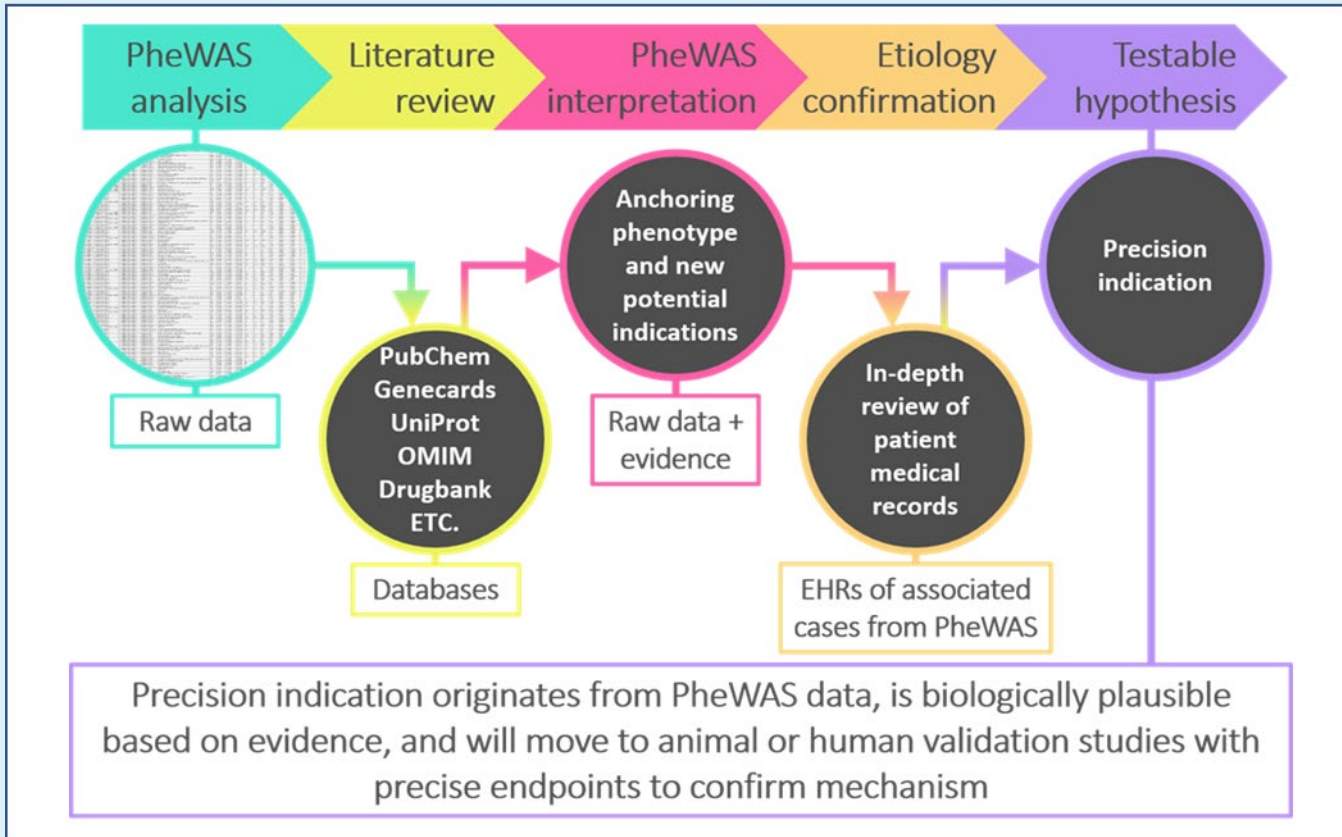 PheWAS
analysis
Literature
review
PheWAS
interpretation
Etiology
confirmation
Testable
hypothesis
Raw data
PubChem
Genecards
UniProt
OMIM
Drugbank
ETC.
Databases
Anchoring
phenotype
and new
potential
indications
Raw data +
evidence
In-depth
review of
patient
medical
records
EHRs of associated
cases from PheWAS
Precision
indication
Precision indication originates from PheWAS data, is biologically plausible
based on evidence, and will move to animal or human validation studies with
precise endpoints to confirm mechanism